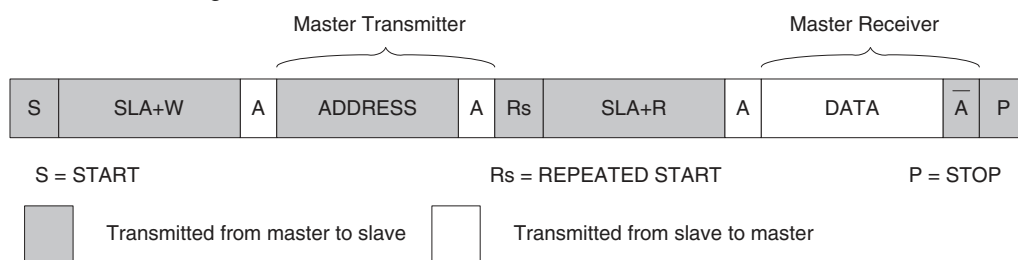 Master Transmitter Master Receiver
S SLA+W A ADDRESS A Rs SLA+R A DATA A̅ P
S = START Rs = REPEATED START P = STOP
Transmitted from master to slave Transmitted from slave to master